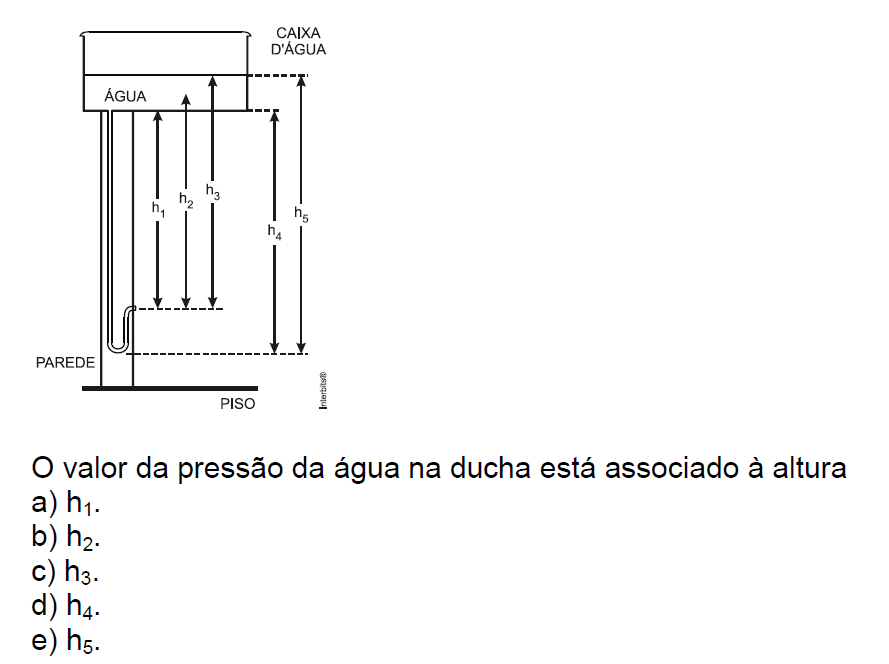 CAIXA
D'ÁGUA
ÁGUA
h₁
h₂
h₃
h₄
h₅
PAREDE
PISO
Interbits®
O valor da pressão da água na ducha está associado à altura
a) h₁.
b) h₂.
c) h₃.
d) h₄.
e) h₅.